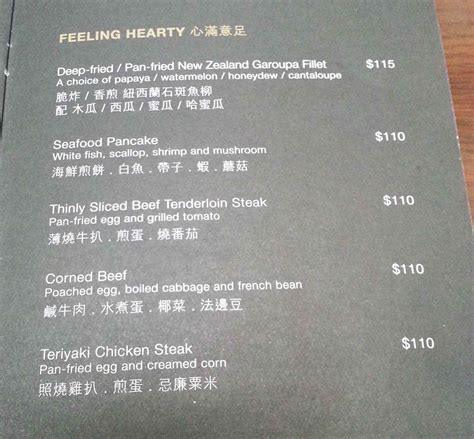 FEELING HEARTY 心滿意足
Deep-fried / Pan-fried New Zealand Garoupa Fillet $115
A choice of papaya / watermelon / honeydew / cantaloupe
脆炸 / 香煎 紐西蘭石斑魚柳
配 木瓜 / 西瓜 / 蜜瓜 / 哈蜜瓜
Seafood Pancake $110
White fish, scallop, shrimp and mushroom
海鮮煎餅 . 白魚 . 帶子 . 蝦 . 蘑菇
Thinly Sliced Beef Tenderloin Steak $110
Pan-fried egg and grilled tomato
薄燒牛扒 . 煎蛋 . 燒番茄
Corned Beef $110
Poached egg, boiled cabbage and french bean
鹹牛肉 . 水煮蛋 . 椰菜 . 法邊豆
Teriyaki Chicken Steak $110
Pan-fried egg and creamed corn
照燒雞扒 . 煎蛋 . 忌廉粟米